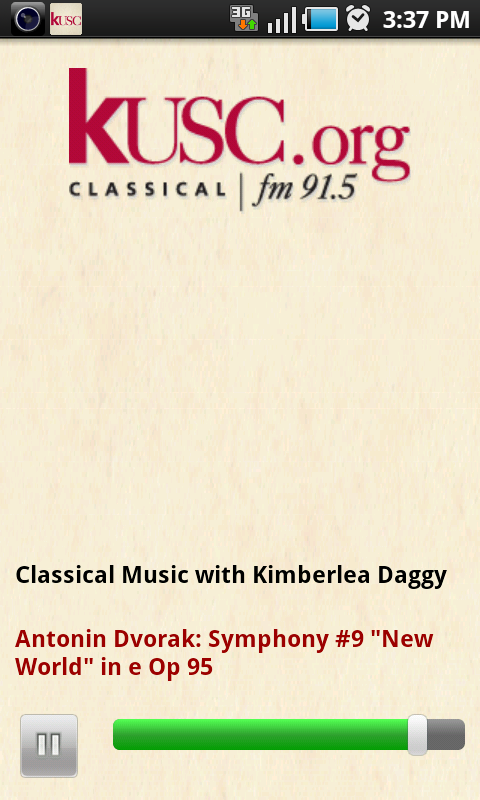 kUSC
3G
3:37 PM
kUSC.org
CLASSICAL | fm 91.5
Classical Music with Kimberlea Daggy
Antonin Dvorak: Symphony #9 "New
World" in e Op 95